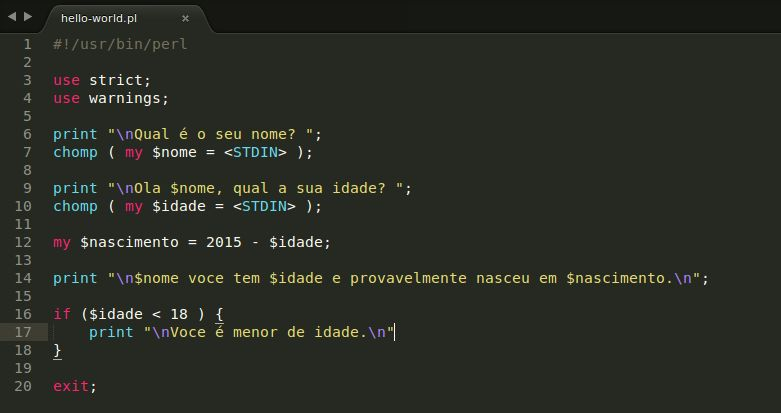 hello-world.pl ×
1 #!/usr/bin/perl
2
3 use strict;
4 use warnings;
5
6 print "\nQual é o seu nome? ";
7 chomp ( my $nome = <STDIN> );
8
9 print "\nOla $nome, qual a sua idade? ";
10 chomp ( my $idade = <STDIN> );
11
12 my $nascimento = 2015 - $idade;
13
14 print "\n$nome voce tem $idade e provavelmente nasceu em $nascimento.\n";
15
16 if ($idade < 18 ) {
17     print "\nVoce é menor de idade.\n"
18 }
19
20 exit;